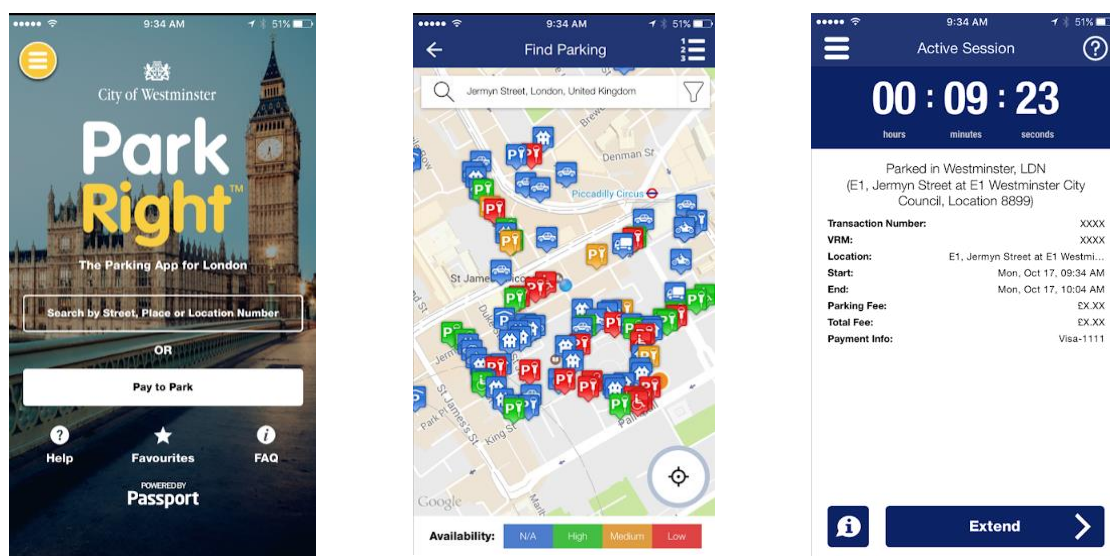 9:34 AM
51%
City of Westminster
Park
Right™
The Parking App for London
Search by Street, Place or Location Number
OR
Pay to Park
Help
Favourites
FAQ
POWERED BY
Passport
9:34 AM
51%
Find Parking
Jermyn Street, London, United Kingdom
Denman St
Piccadilly Circus
St James
King St
St James's St
Park Pl
Google
Availability:
N/A
High
Medium
Low
9:34 AM
51%
Active Session
00 : 09 : 23
hours minutes seconds
Parked in Westminster, LDN
(E1, Jermyn Street at E1 Westminster City
Council, Location 8899)
Transaction Number: XXXX
VRM: XXXX
Location: E1, Jermyn Street at E1 Westmi...
Start: Mon, Oct 17, 09:34 AM
End: Mon, Oct 17, 10:04 AM
Parking Fee: £X.XX
Total Fee: £X.XX
Payment Info: Visa-1111
Extend